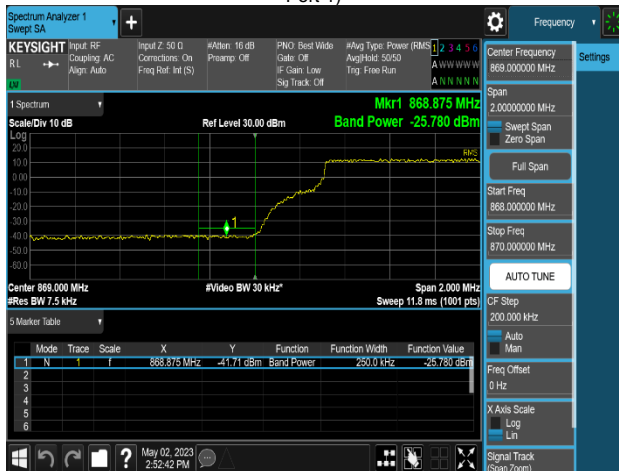 Port 1)
Spectrum Analyzer 1
Swept SA
Frequency
KEYSIGHT
R L
LXI
Input: RF
Coupling: AC
Align: Auto
Input Z: 50 Ω
Corrections: On
Freq Ref: Int (S)
#Atten: 16 dB
Preamp: Off
PNO: Best Wide
Gate: Off
IF Gain: Low
Sig Track: Off
#Avg Type: Power (RMS
Avg|Hold: 50/50
Trig: Free Run
1 2 3 4 5 6
A W W W W W
A N N N N N
Center Frequency
869.000000 MHz
Settings
1 Spectrum
Scale/Div 10 dB
Log
Ref Level 30.00 dBm
Mkr1 868.875 MHz
Band Power -25.780 dBm
Span
2.00000000 MHz
Swept Span
Zero Span
Full Span
Start Freq
868.000000 MHz
Stop Freq
870.000000 MHz
AUTO TUNE
CF Step
200.000 kHz
Auto
Man
Freq Offset
0 Hz
X Axis Scale
Log
Lin
Signal Track
(Span Zoom)
20.0
10.0
0.00
-10.0
-20.0
-30.0
-40.0
-50.0
-60.0
RMS
1
Center 869.000 MHz
#Res BW 7.5 kHz
#Video BW 30 kHz*
Span 2.000 MHz
Sweep 11.8 ms (1001 pts)
5 Marker Table
Mode Trace Scale X Y Function Function Width Function Value
1 N 1 f 868.875 MHz -41.71 dBm Band Power 250.0 kHz -25.780 dBm
2
3
4
5
6
?
May 02, 2023
2:52:42 PM